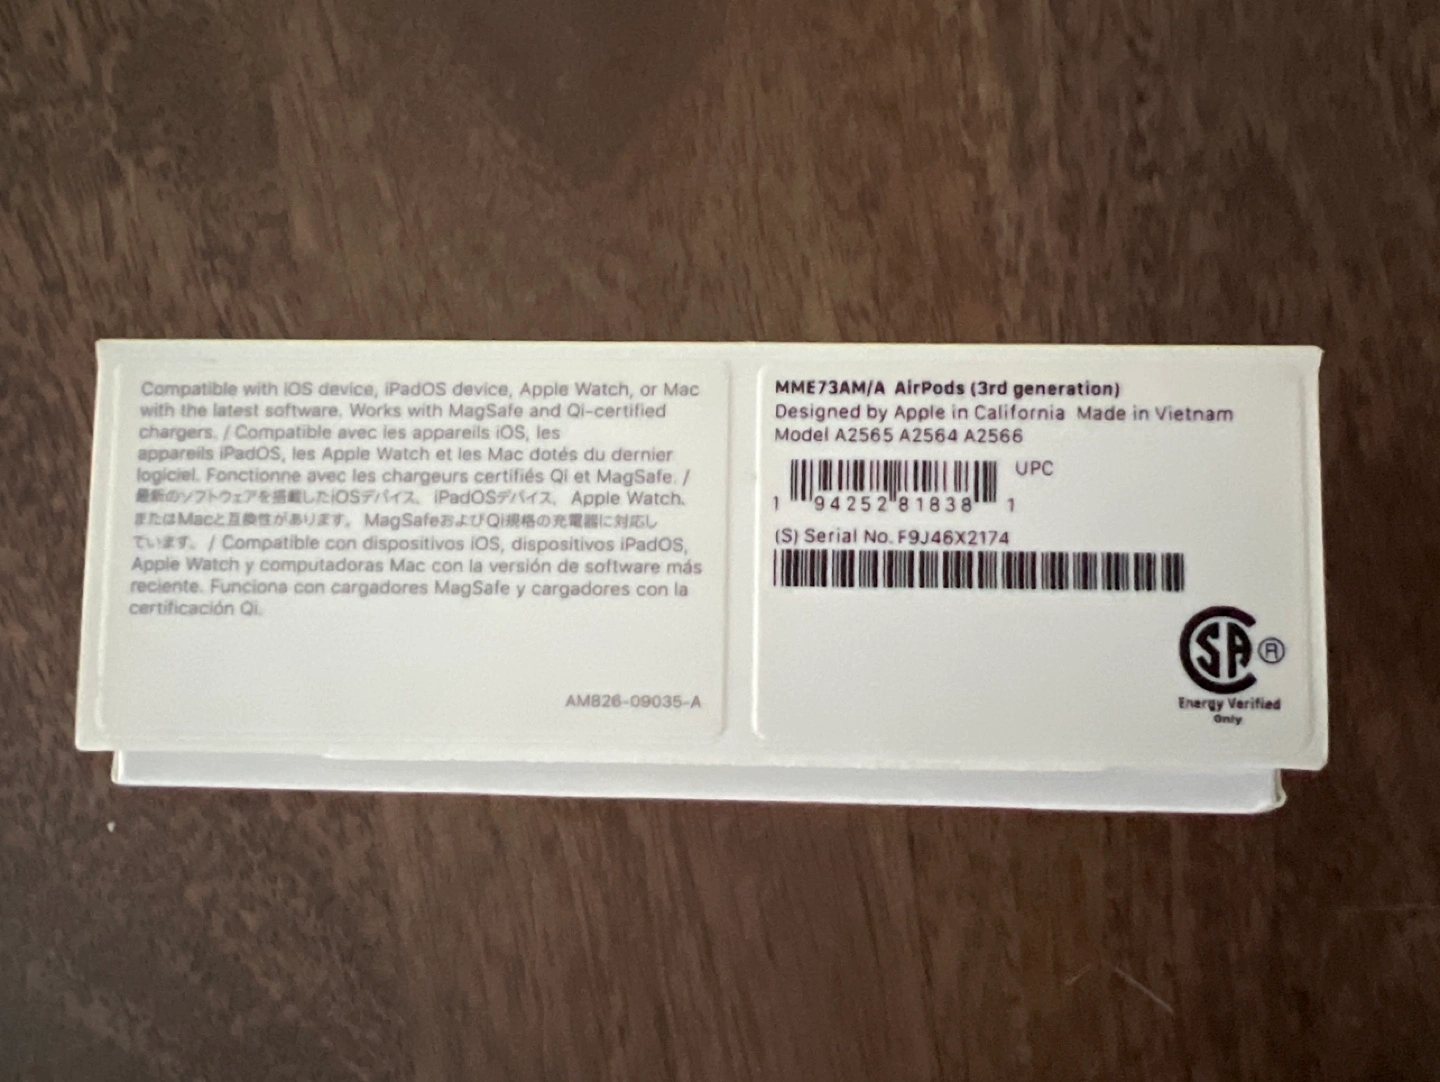 Compatible with iOS device, iPadOS device, Apple Watch, or Mac
with the latest software. Works with MagSafe and Qi-certified
chargers. / Compatible avec les appareils iOS, les
appareils iPadOS, les Apple Watch et les Mac dotés du dernier
logiciel. Fonctionne avec les chargeurs certifiés Qi et MagSafe. /
最新のソフトウェアを搭載したiOSデバイス、iPadOSデバイス、Apple Watch、
またはMacと互換性があります。MagSafeおよびQi規格の充電器に対応し
ています。/ Compatible con dispositivos iOS, dispositivos iPadOS,
Apple Watch y computadoras Mac con la versión de software más
reciente. Funciona con cargadores MagSafe y cargadores con la
certificación Qi.
AM826-09035-A
MME73AM/A AirPods (3rd generation)
Designed by Apple in California Made in Vietnam
Model A2565 A2564 A2566
UPC
1 94252 81838 1
(S) Serial No. F9J46X2174
CSA ®
Energy Verified
Only